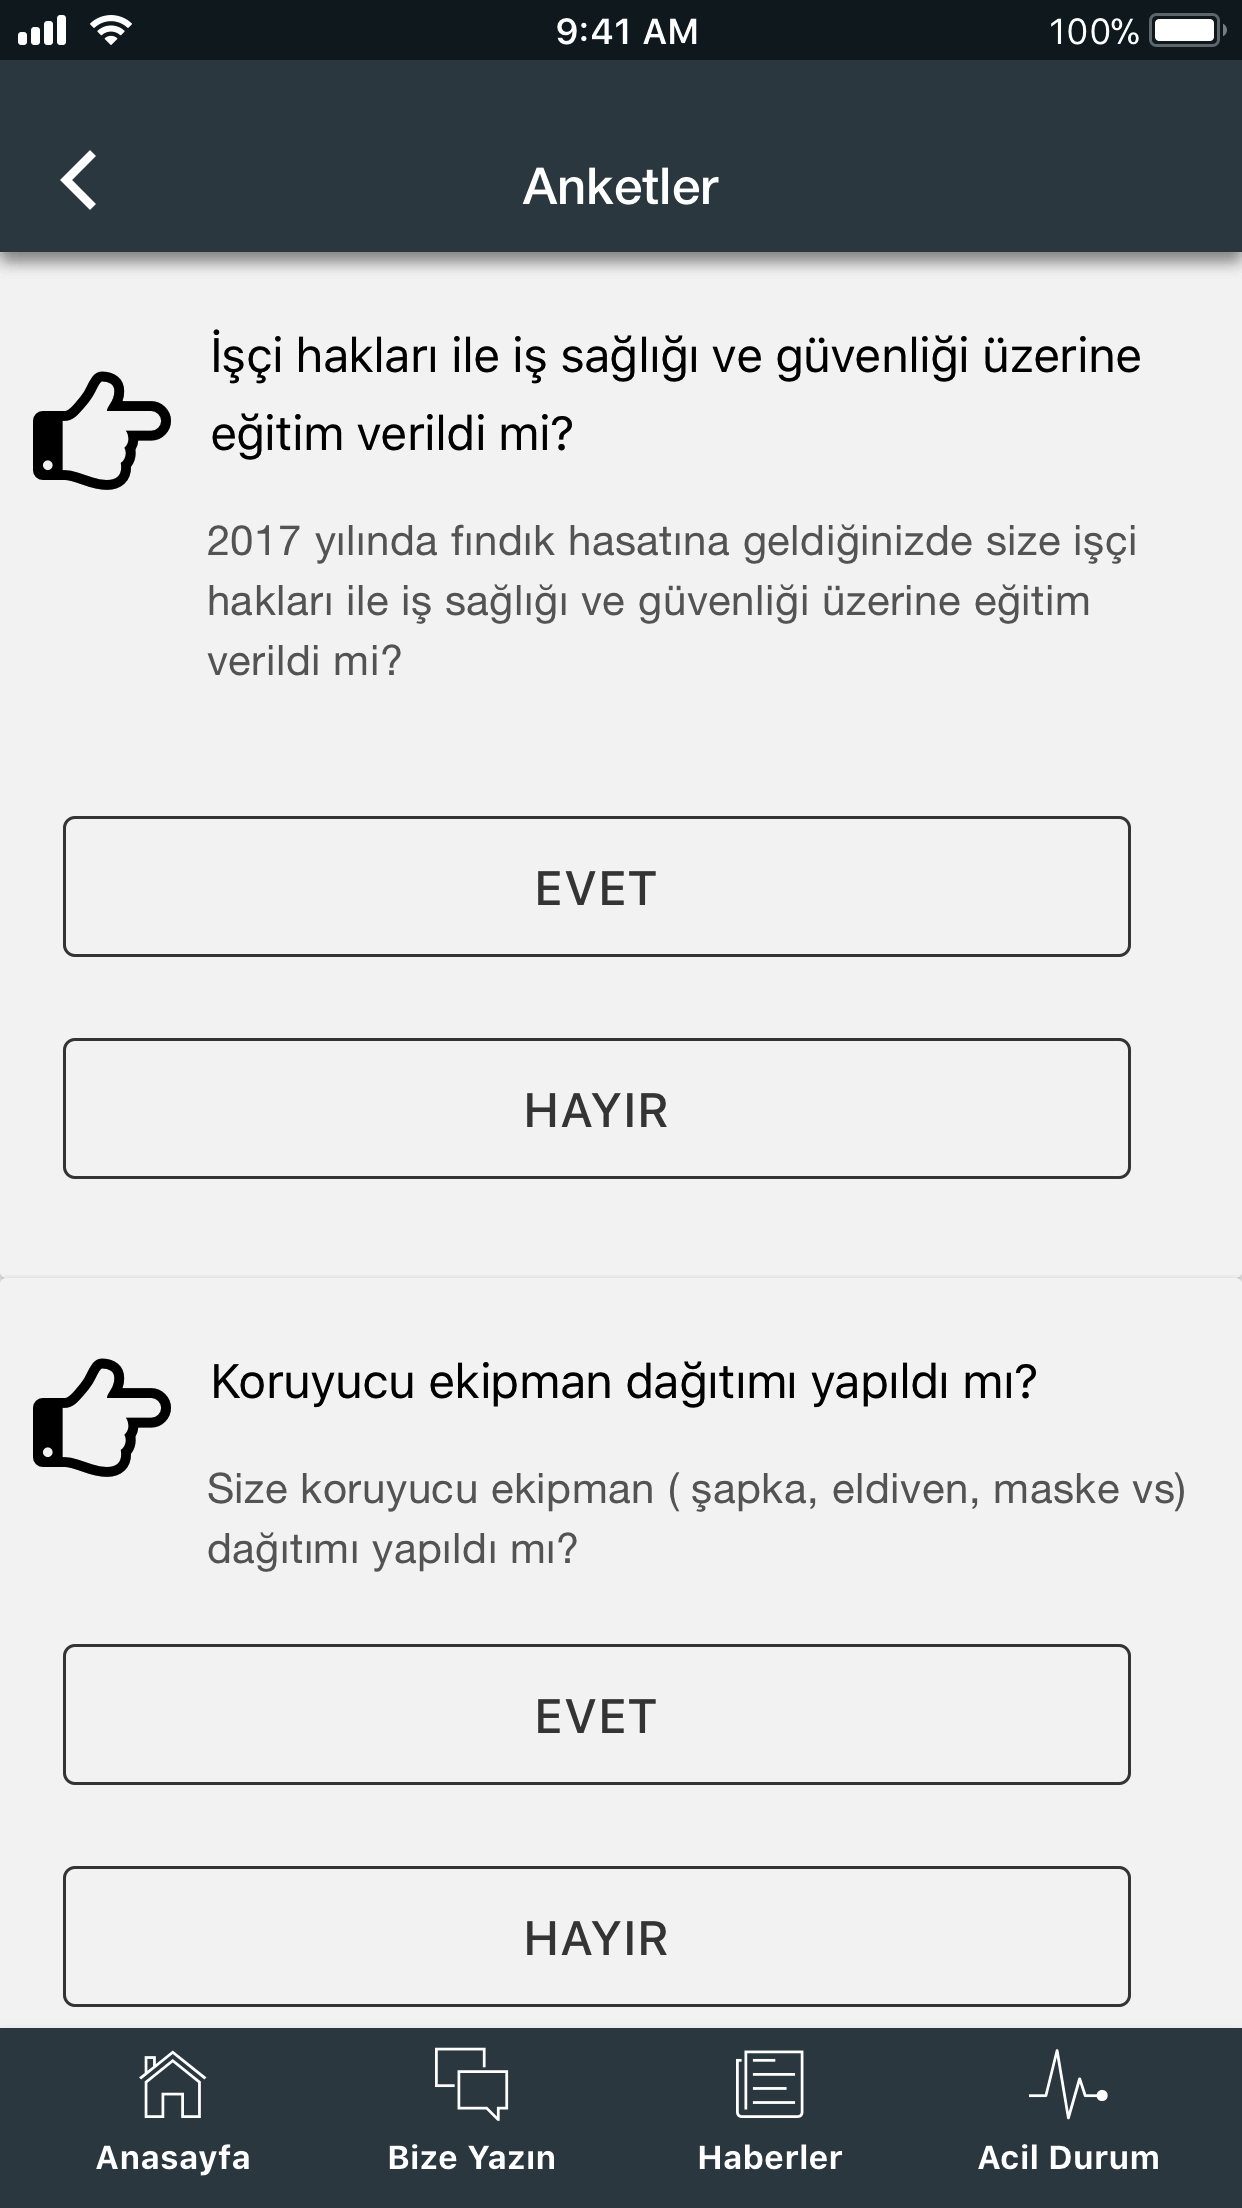 9:41 AM
100%
Anketler
İşçi hakları ile iş sağlığı ve güvenliği üzerine
eğitim verildi mi?
2017 yılında fındık hasatına geldiğinizde size işçi
hakları ile iş sağlığı ve güvenliği üzerine eğitim
verildi mi?
EVET
HAYIR
Koruyucu ekipman dağıtımı yapıldı mı?
Size koruyucu ekipman ( şapka, eldiven, maske vs)
dağıtımı yapıldı mı?
EVET
HAYIR
Anasayfa
Bize Yazın
Haberler
Acil Durum